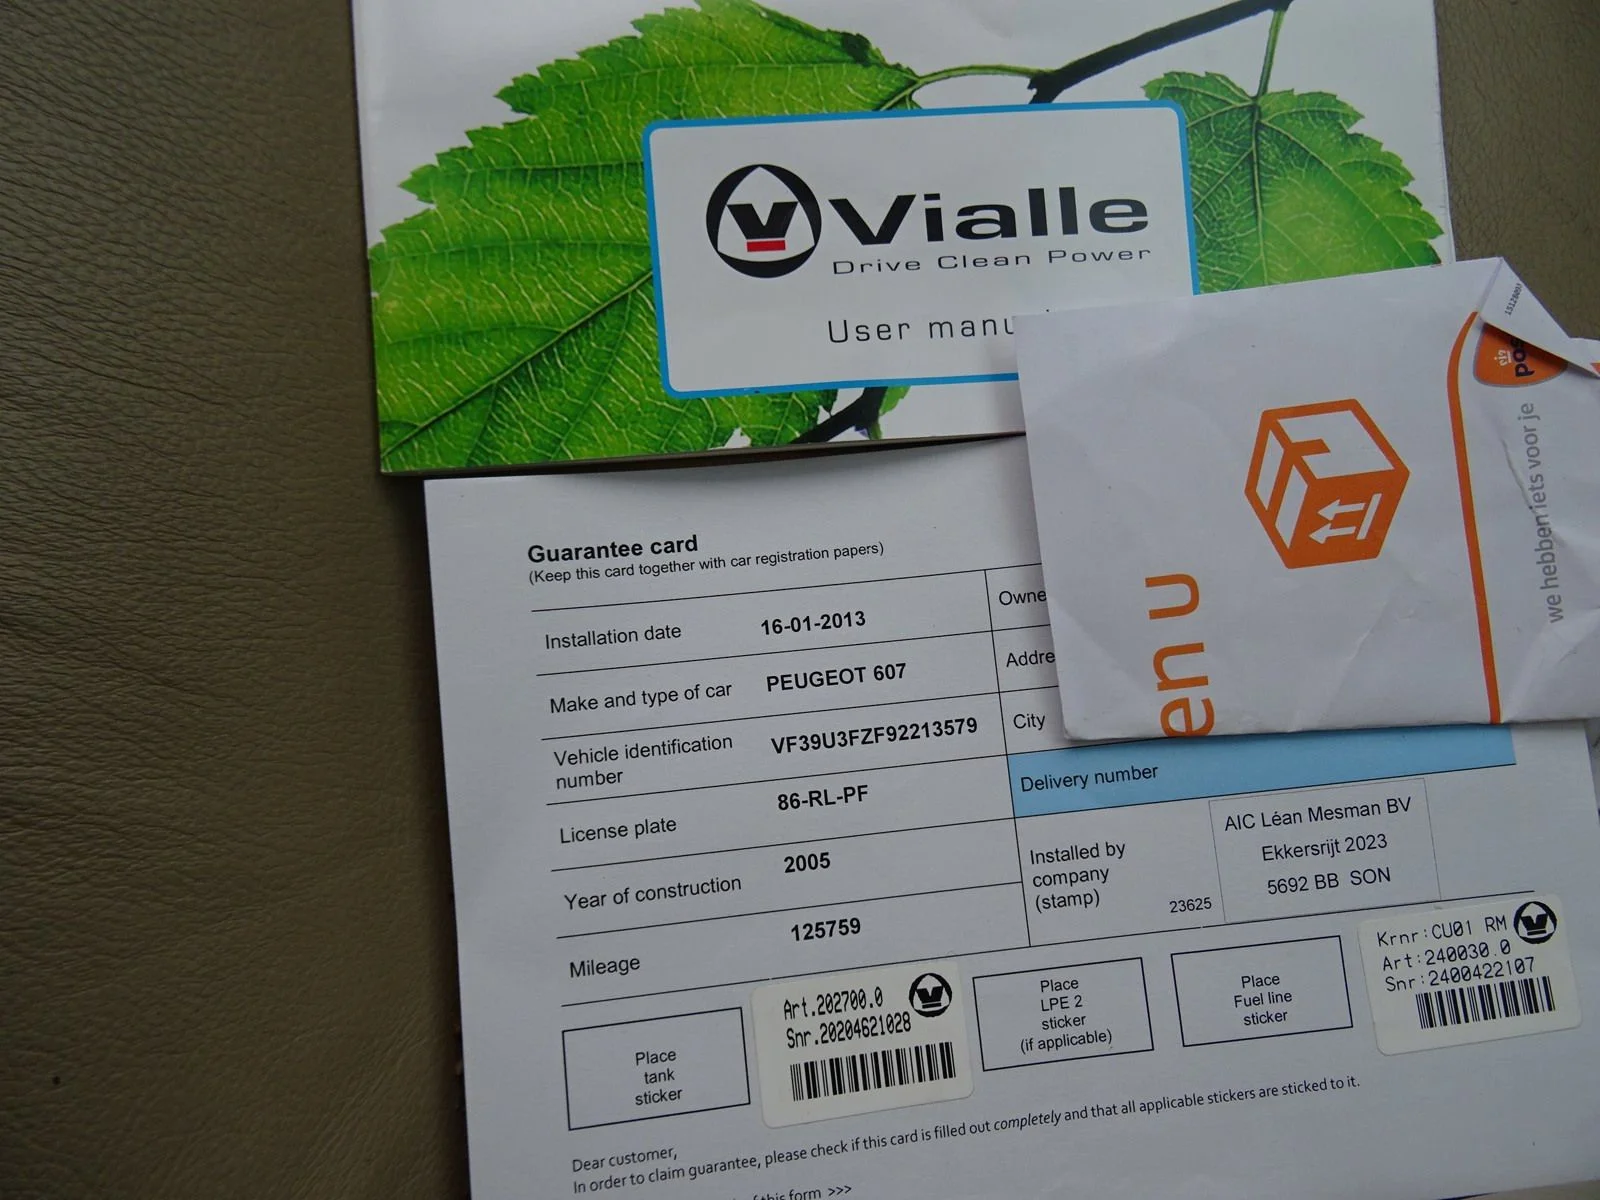 Vialle
Drive Clean Power
User manu
post
we hebben iets voor je
en u
Guarantee card
(Keep this card together with car registration papers)
Installation date 16-01-2013
Make and type of car PEUGEOT 607
Vehicle identification number VF39U3FZF92213579
License plate 86-RL-PF
Year of construction 2005
Mileage 125759
Owne
Addre
City
Delivery number
Installed by
company
(stamp)
23625
AIC Léan Mesman BV
Ekkersrijt 2023
5692 BB SON
Place
tank
sticker
Art.202700.0
Snr.20204621028
Place
LPE 2
sticker
(if applicable)
Place
Fuel line
sticker
Krnr:CU01 RM
Art:240030.0
Snr:2400422107
Dear customer,
In order to claim guarantee, please check if this card is filled out completely and that all applicable stickers are sticked to it.
of this form >>>